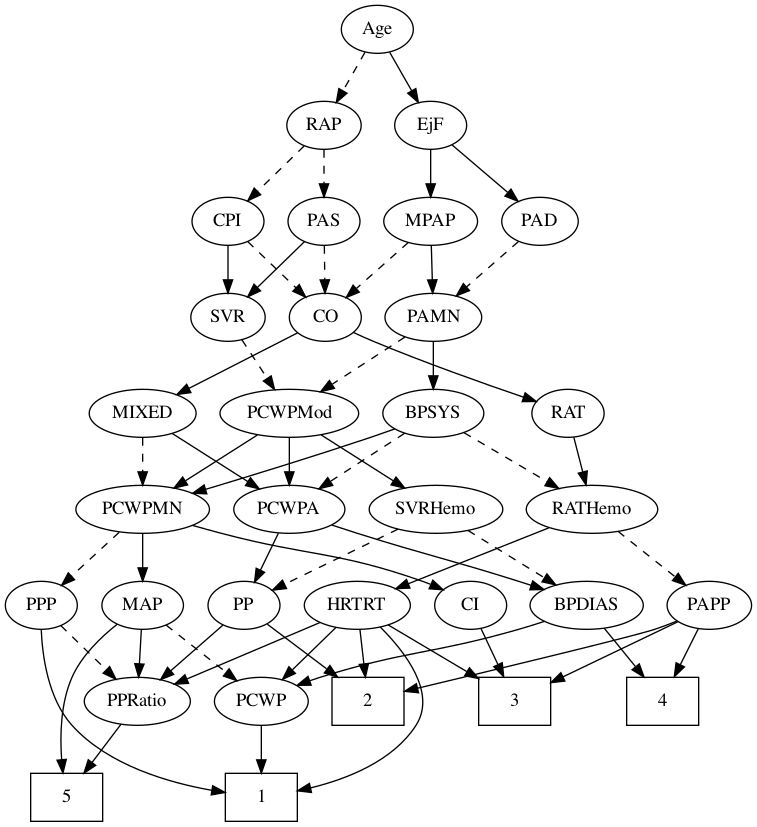 Age
RAP
EjF
CPI
PAS
MPAP
PAD
SVR
CO
PAMN
MIXED
PCWPMod
BPSYS
RAT
PCWPMN
PCWPA
SVRHemo
RATHemo
PPP
MAP
PP
HRTRT
CI
BPDIAS
PAPP
PPRatio
PCWP
2
3
4
5
1